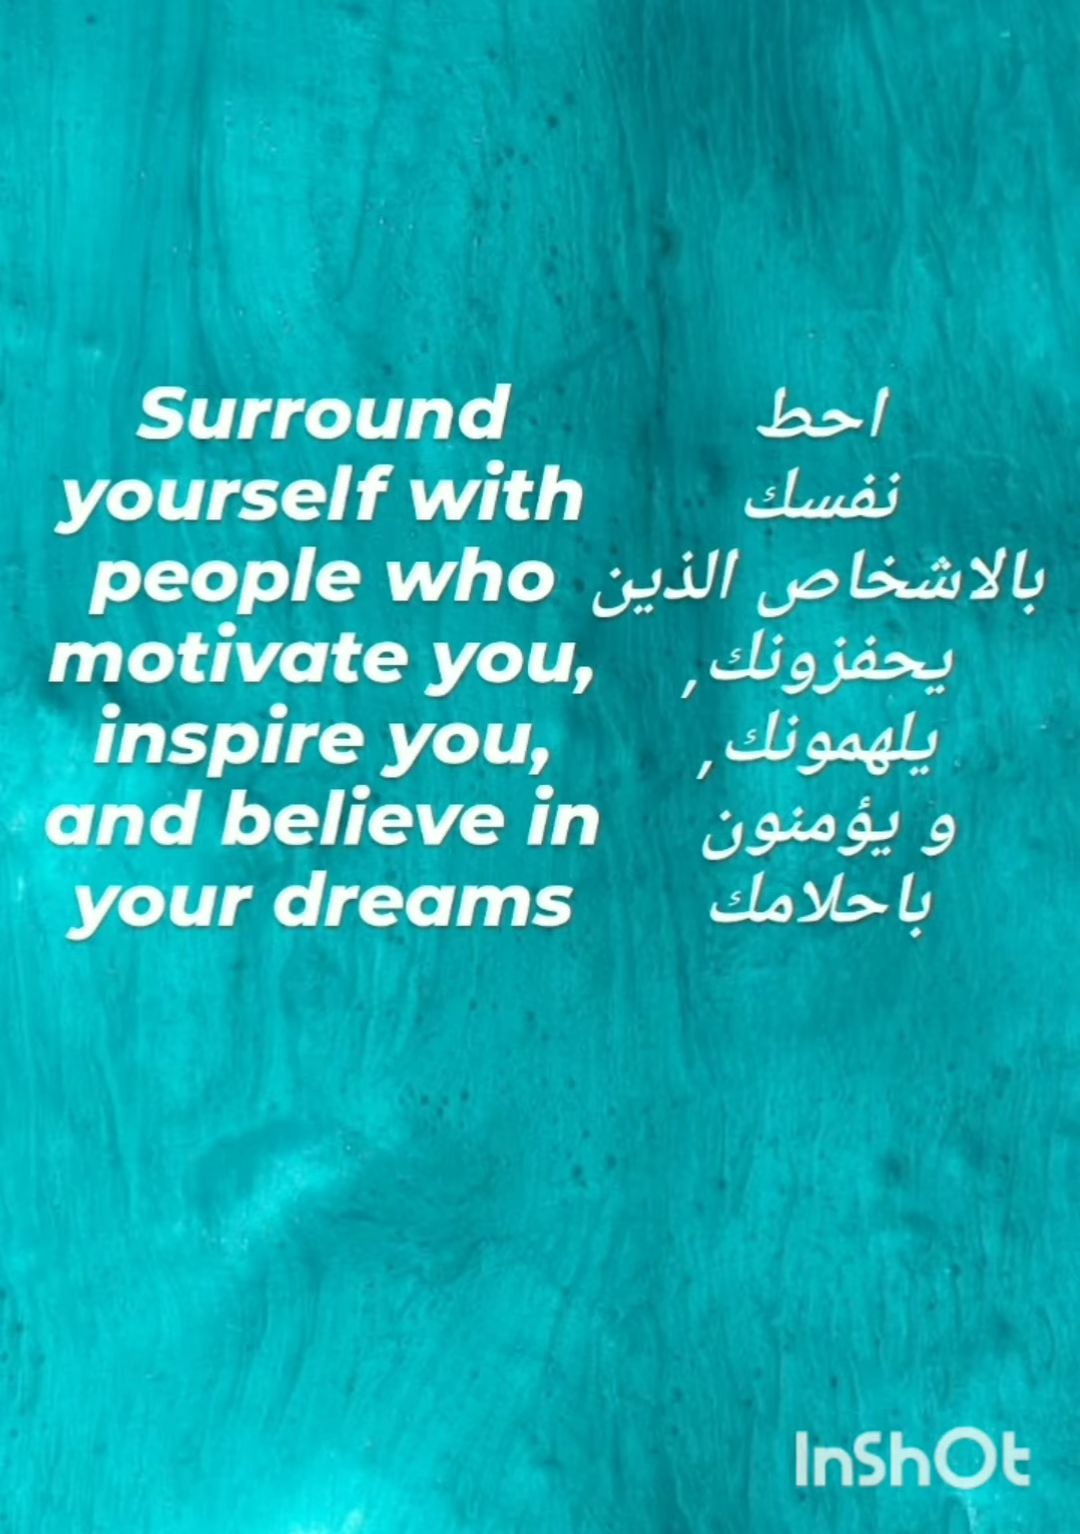 Surround
yourself with
people who
motivate you,
inspire you,
and believe in
your dreams
احط
نفسك
بالاشخاص الذين
يحفزونك,
يلهمونك,
و يؤمنون
باحلامك
InShOt